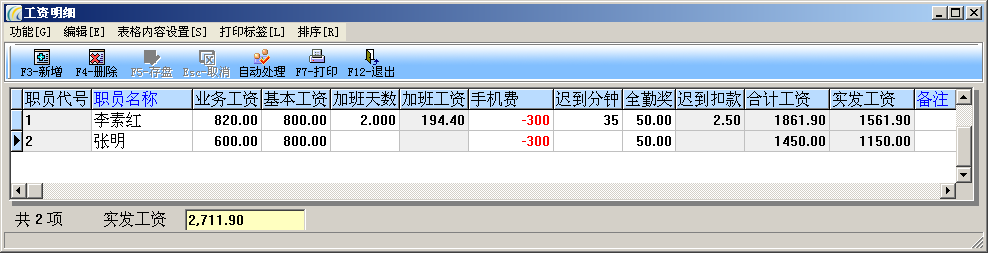 工资明细
功能[G] 编辑[E] 表格内容设置[S] 打印标签[L] 排序[R]
F3-新增 F4-删除 F5-存盘 Esc-取消 自动处理 F7-打印 F12-退出
职员代号 职员名称 业务工资 基本工资 加班天数 加班工资 手机费 迟到分钟 全勤奖 迟到扣款 合计工资 实发工资 备注
1 李素红 820.00 800.00 2.000 194.40 -300 35 50.00 2.50 1861.90 1561.90
2 张明 600.00 800.00 -300 50.00 1450.00 1150.00
共 2 项 实发工资 2,711.90